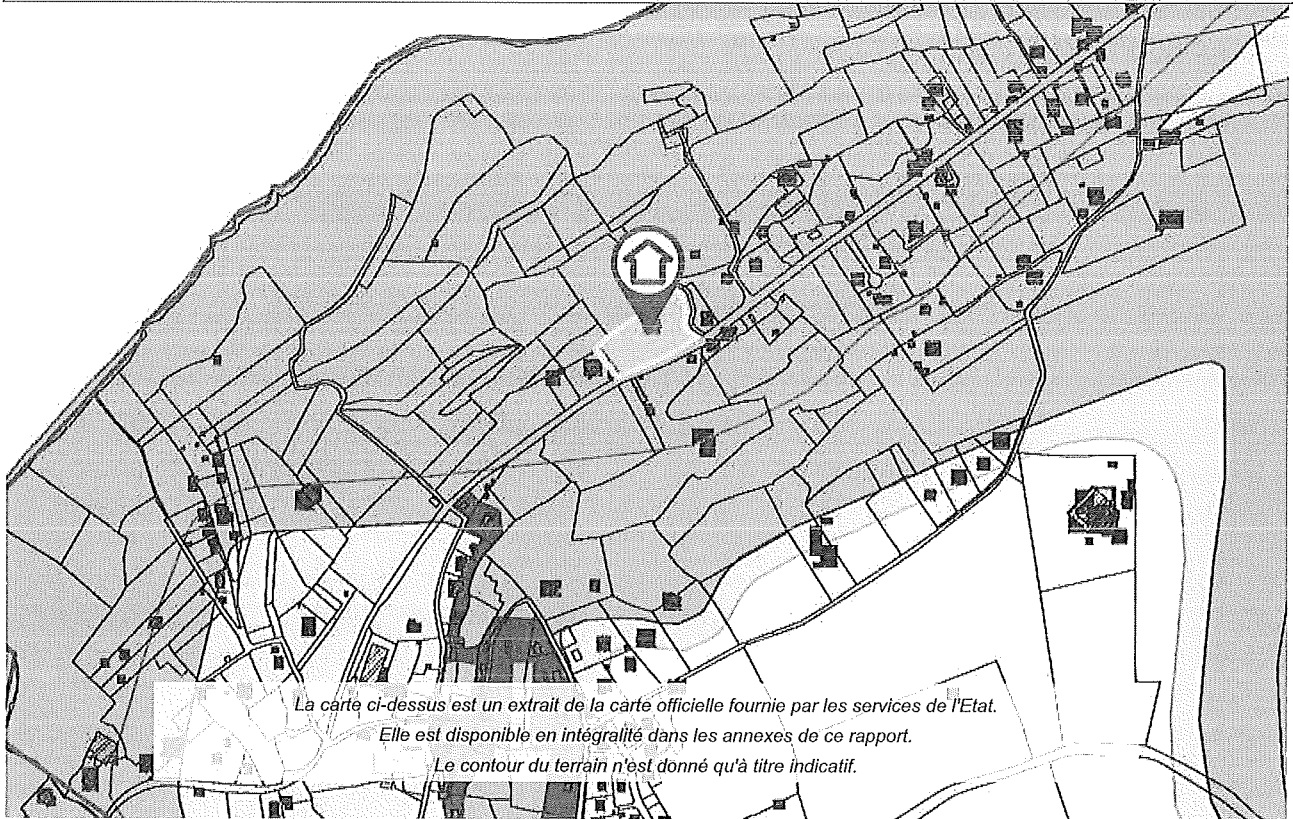 La carte ci-dessus est un extrait de la carte officielle fournie par les services de l'Etat.
Elle est disponible en intégralité dans les annexes de ce rapport.
Le contour du terrain n'est donné qu'à titre indicatif.